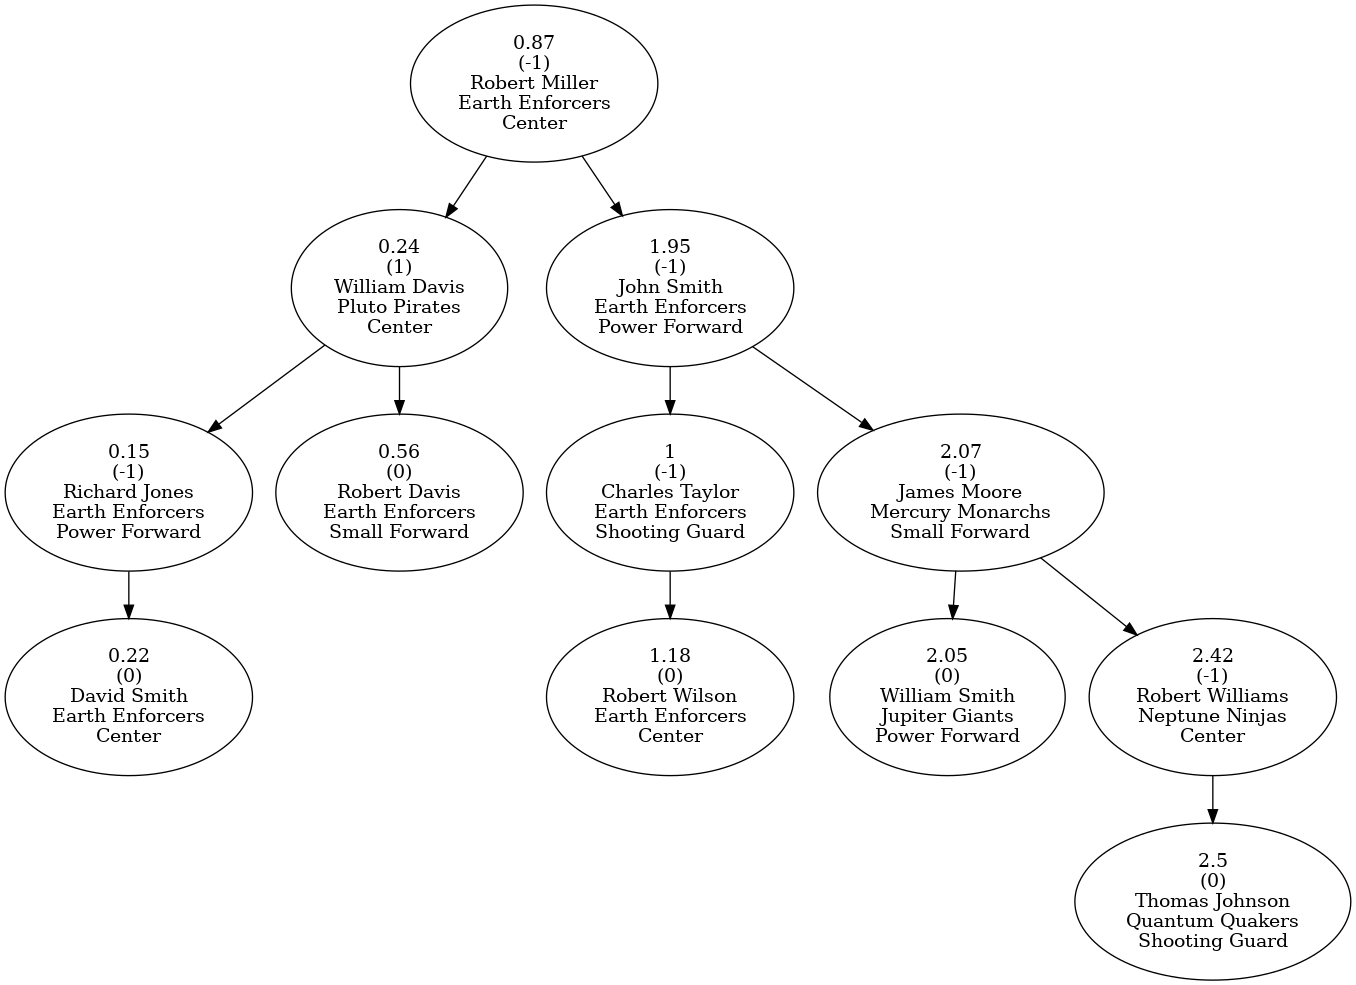 0.87
(-1)
Robert Miller
Earth Enforcers
Center
0.24
(1)
William Davis
Pluto Pirates
Center
1.95
(-1)
John Smith
Earth Enforcers
Power Forward
0.15
(-1)
Richard Jones
Earth Enforcers
Power Forward
0.56
(0)
Robert Davis
Earth Enforcers
Small Forward
1
(-1)
Charles Taylor
Earth Enforcers
Shooting Guard
2.07
(-1)
James Moore
Mercury Monarchs
Small Forward
0.22
(0)
David Smith
Earth Enforcers
Center
1.18
(0)
Robert Wilson
Earth Enforcers
Center
2.05
(0)
William Smith
Jupiter Giants
Power Forward
2.42
(-1)
Robert Williams
Neptune Ninjas
Center
2.5
(0)
Thomas Johnson
Quantum Quakers
Shooting Guard